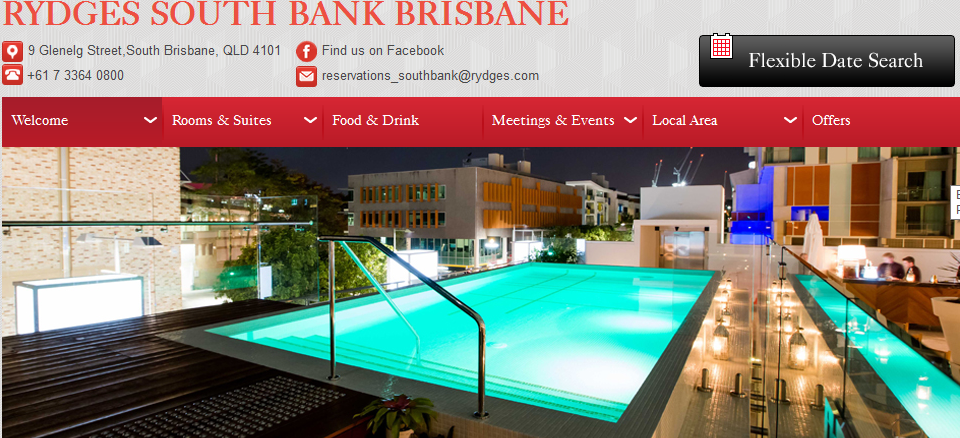 RYDGES SOUTH BANK BRISBANE
9 Glenelg Street,South Brisbane, QLD 4101
Find us on Facebook
+61 7 3364 0800
reservations_southbank@rydges.com
Flexible Date Search
Welcome
Rooms & Suites
Food & Drink
Meetings & Events
Local Area
Offers